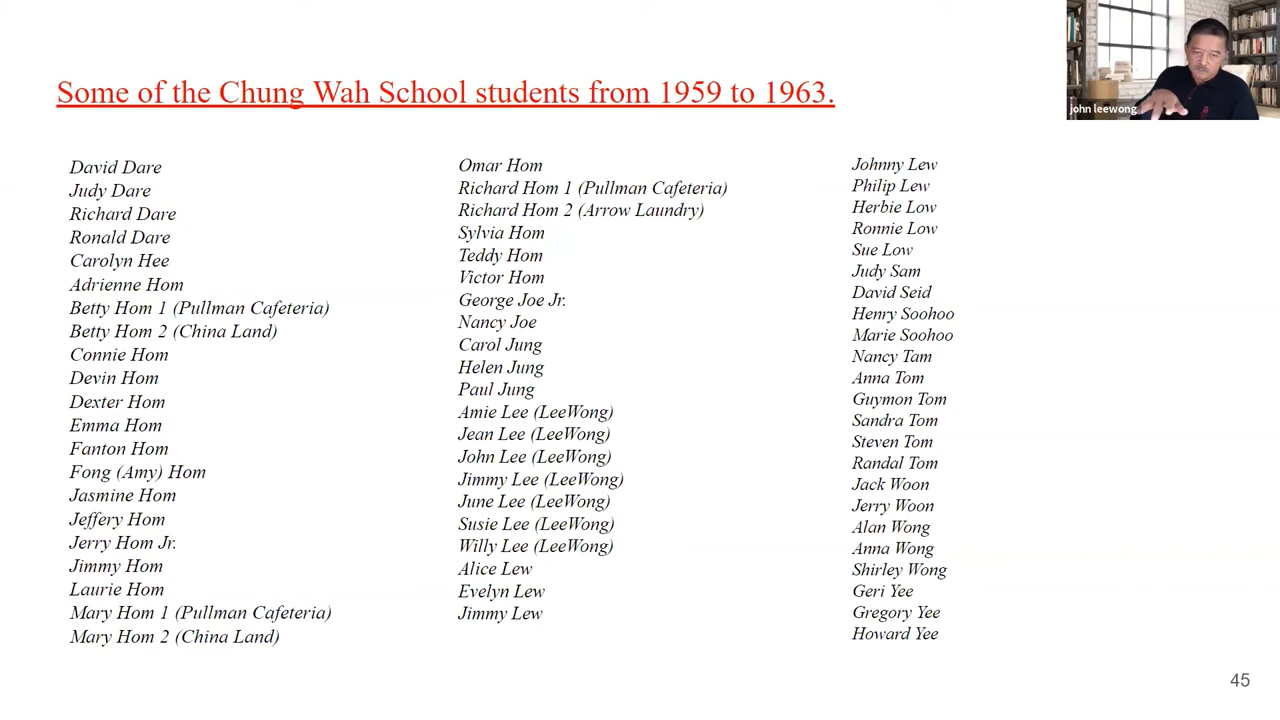 Some of the Chung Wah School students from 1959 to 1963.
john leewong
David Dare
Judy Dare
Richard Dare
Ronald Dare
Carolyn Hee
Adrienne Hom
Betty Hom 1 (Pullman Cafeteria)
Betty Hom 2 (China Land)
Connie Hom
Devin Hom
Dexter Hom
Emma Hom
Fanton Hom
Fong (Amy) Hom
Jasmine Hom
Jeffery Hom
Jerry Hom Jr.
Jimmy Hom
Laurie Hom
Mary Hom 1 (Pullman Cafeteria)
Mary Hom 2 (China Land)
Omar Hom
Richard Hom 1 (Pullman Cafeteria)
Richard Hom 2 (Arrow Laundry)
Sylvia Hom
Teddy Hom
Victor Hom
George Joe Jr.
Nancy Joe
Carol Jung
Helen Jung
Paul Jung
Amie Lee (LeeWong)
Jean Lee (LeeWong)
John Lee (LeeWong)
Jimmy Lee (LeeWong)
June Lee (LeeWong)
Susie Lee (LeeWong)
Willy Lee (LeeWong)
Alice Lew
Evelyn Lew
Jimmy Lew
Johnny Lew
Philip Lew
Herbie Low
Ronnie Low
Sue Low
Judy Sam
David Seid
Henry Soohoo
Marie Soohoo
Nancy Tam
Anna Tom
Guymon Tom
Sandra Tom
Steven Tom
Randal Tom
Jack Woon
Jerry Woon
Alan Wong
Anna Wong
Shirley Wong
Geri Yee
Gregory Yee
Howard Yee
45